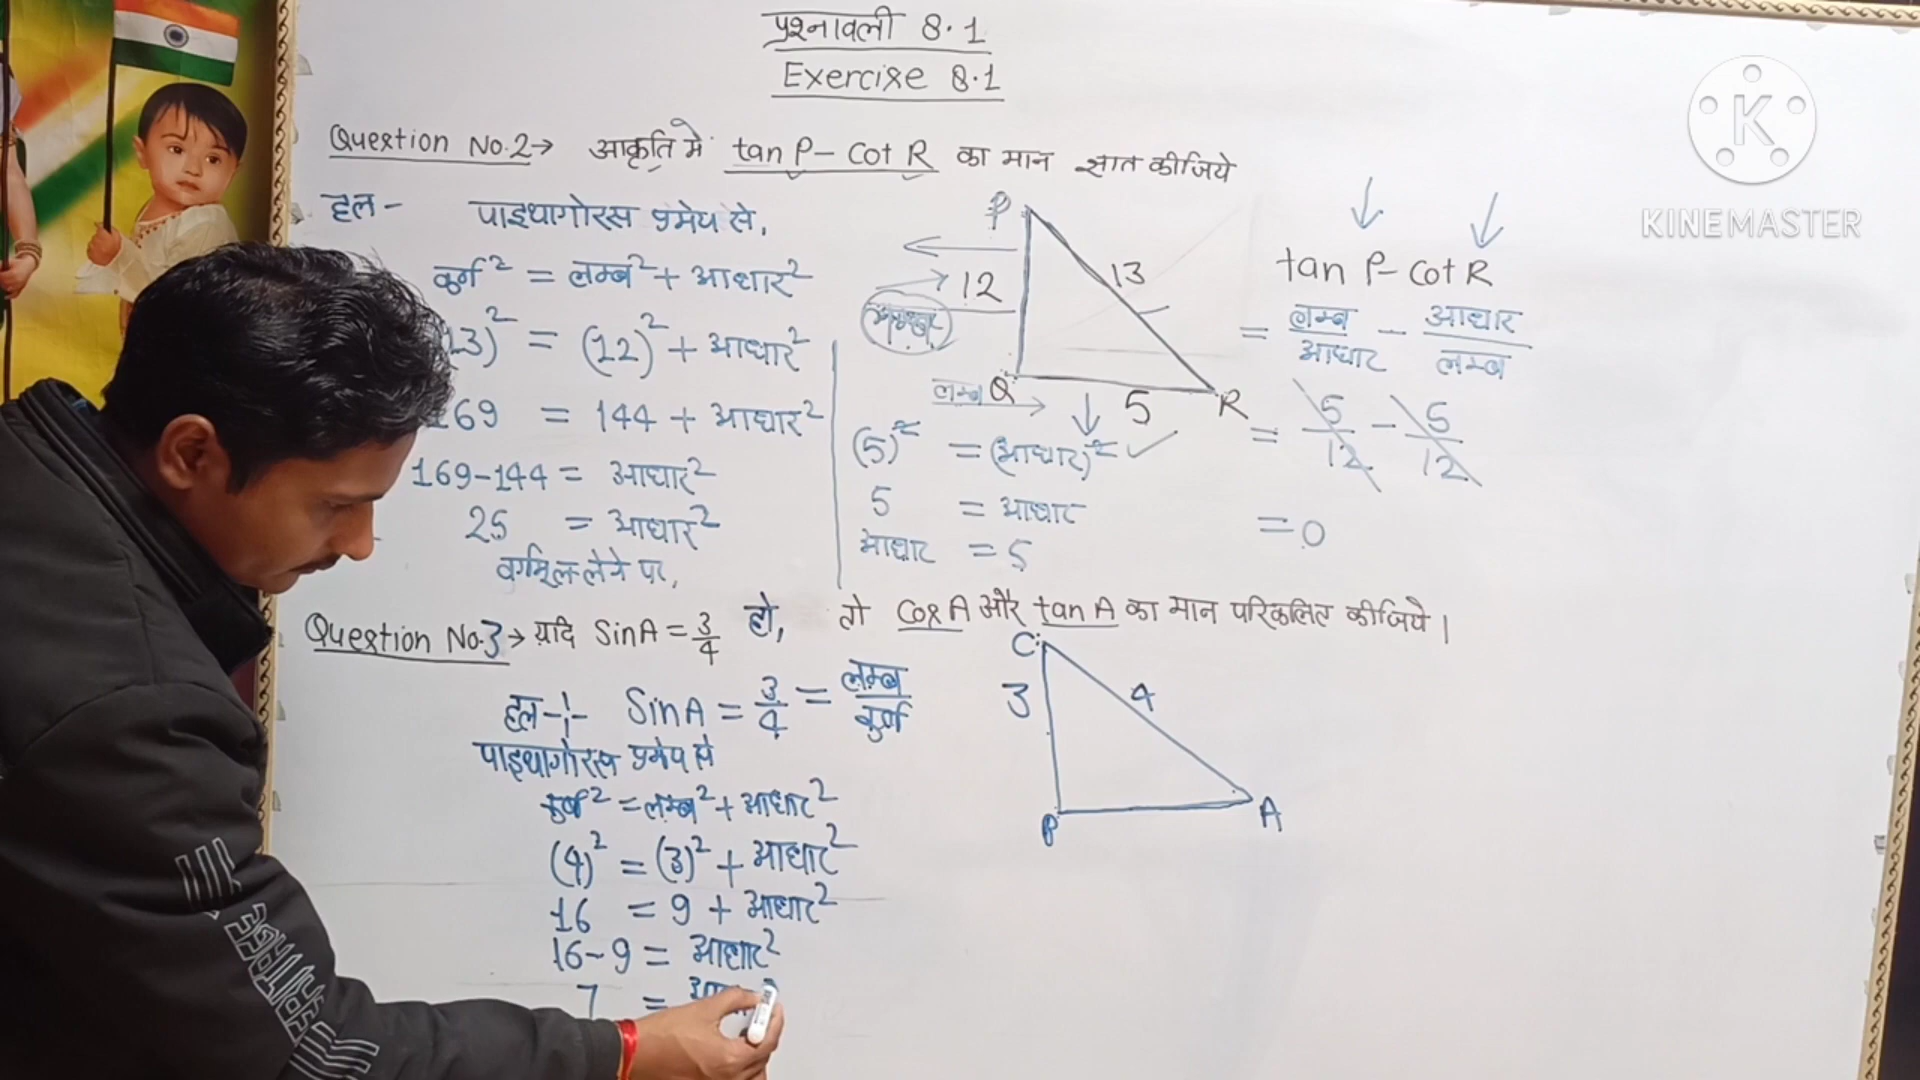 प्रश्नावली 8.1
Exercise 8.1
Question No.2→ आकृति में tan P - Cot R का मान ज्ञात कीजिये
हल- पाइथागोरस प्रमेय से,
कर्ण² = लम्ब² + आधार²
13)² = (12)² + आधार²
169 = 144 + आधार²
169-144 = आधार²
25 = आधार²
वर्गमूल लेने पर,
(5)² = (आधार)² ✓
5 = आधार
आधार = 5
P
12
13
लम्ब Q
5
R
tan P - Cot R
= लम्ब/आधार - आधार/लम्ब
= 5/12 - 5/12
= 0
Question No.3→ यदि SinA = 3/4 हो, तो CosA और tan A का मान परिकलित कीजिये।
हल-:- SinA = 3/4 = लम्ब/कर्ण
पाइथागोरस प्रमेय से
कर्ण² = लम्ब² + आधार²
(4)² = (3)² + आधार²
16 = 9 + आधार²
16-9 = आधार²
7 =
C
3
4
B
A
K
KINEMASTER